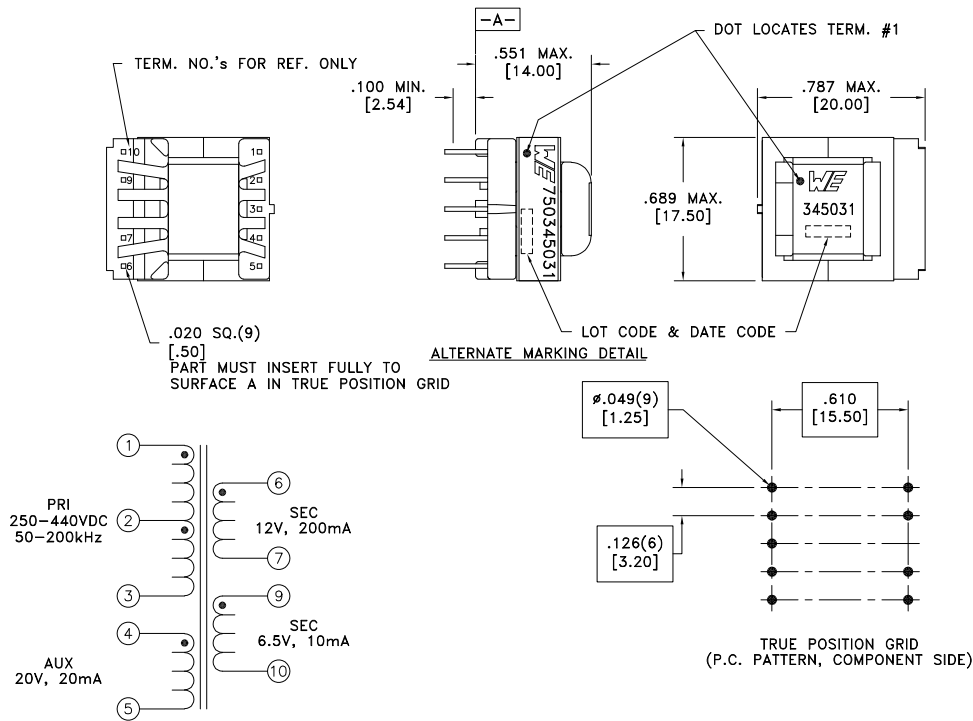 -A-
DOT LOCATES TERM. #1
TERM. NO.'s FOR REF. ONLY
.551 MAX.
[14.00]
.100 MIN.
[2.54]
.787 MAX.
[20.00]
10
9
7
6
1
2
3
4
5
WE 750345031
.689 MAX.
[17.50]
WE
345031
.020 SQ.(9)
[.50]
PART MUST INSERT FULLY TO
SURFACE A IN TRUE POSITION GRID
LOT CODE & DATE CODE
ALTERNATE MARKING DETAIL
ø.049(9)
[1.25]
.610
[15.50]
.126(6)
[3.20]
TRUE POSITION GRID
(P.C. PATTERN, COMPONENT SIDE)
1
PRI
250-440VDC
50-200kHz
2
3
4
AUX
20V, 20mA
5
6
SEC
12V, 200mA
7
9
SEC
6.5V, 10mA
10